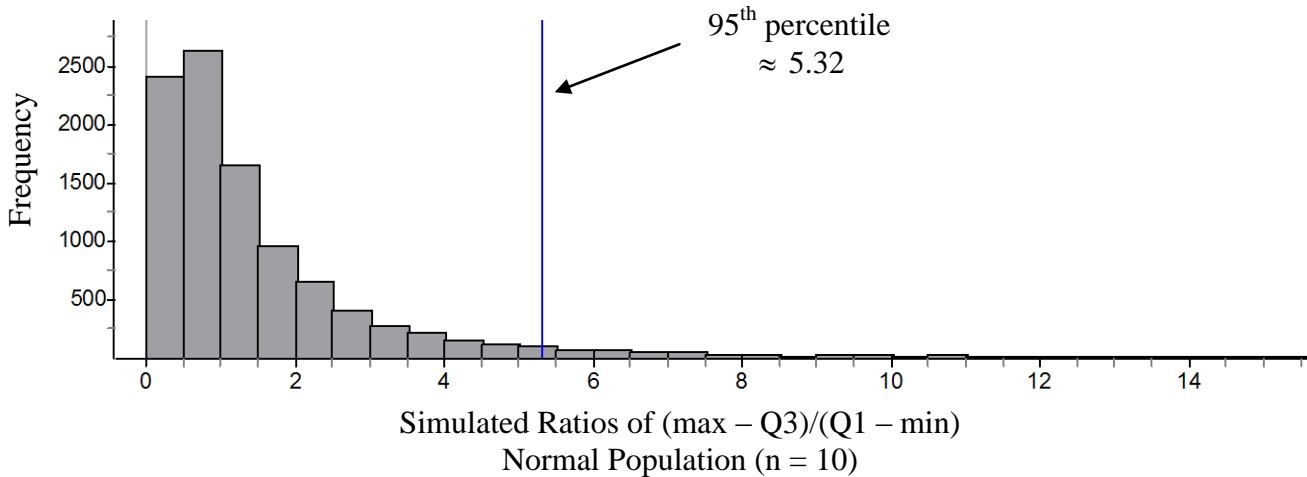 95th percentile
≈ 5.32
Frequency
2500
2000
1500
1000
500
0 2 4 6 8 10 12 14
Simulated Ratios of (max – Q3)/(Q1 – min)
Normal Population (n = 10)